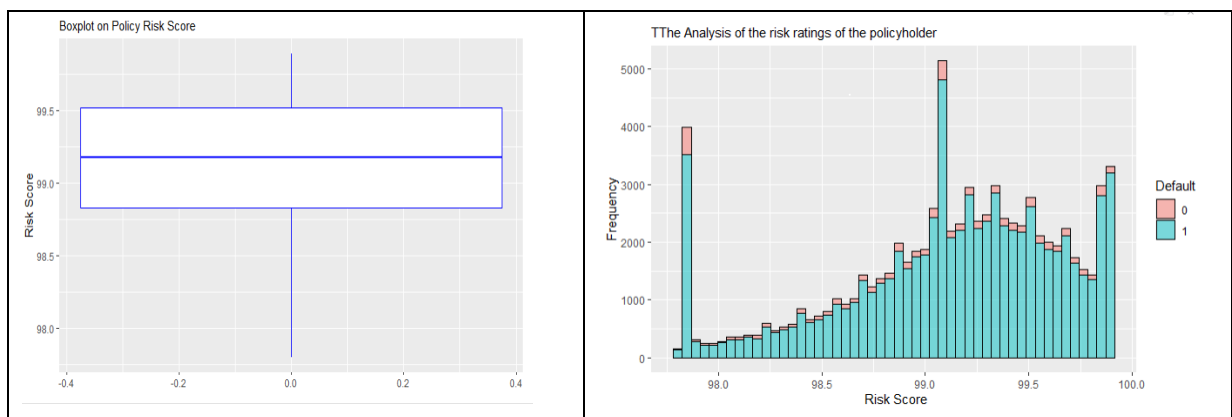 Boxplot on Policy Risk Score
Risk Score
99.5
99.0
98.5
98.0
-0.4 -0.2 0.0 0.2 0.4
TThe Analysis of the risk ratings of the policyholder
Frequency
5000
4000
3000
2000
1000
0
98.0 98.5 99.0 99.5 100.0
Risk Score
Default
0
1